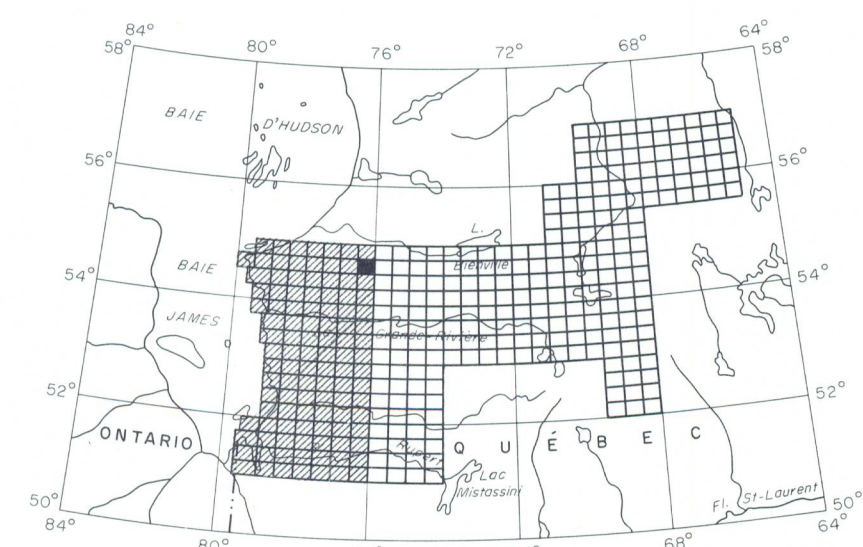 84° 80° 76° 72° 68° 64°
58° 58°
BAIE
D'HUDSON
56° 56°
L.
Bienville
BAIE
54° 54°
JAMES
Grande-Rivière
52° 52°
ONTARIO
QUÉBEC
Rupert
Lac
Mistassini
Fl. St-Laurent
50° 50°
84° 64°
80° 68°